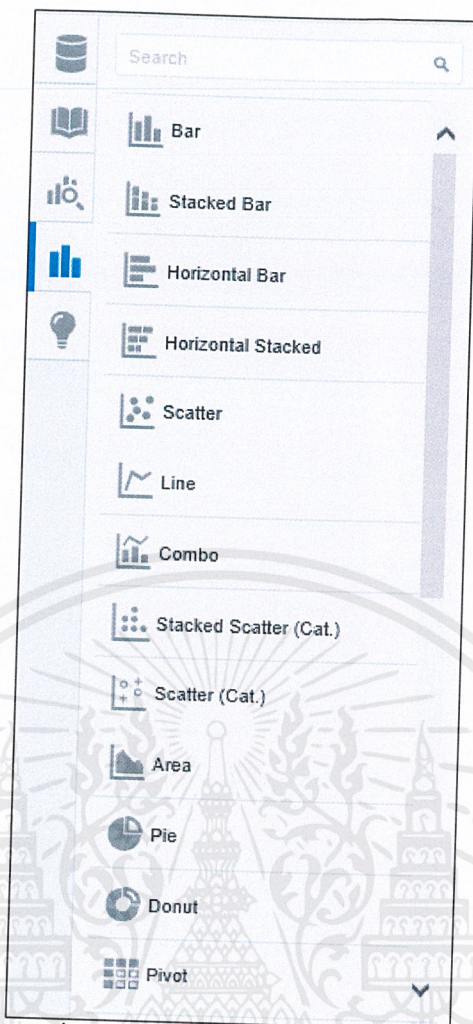 Search
Bar
Stacked Bar
Horizontal Bar
Horizontal Stacked
Scatter
Line
Combo
Stacked Scatter (Cat.)
Scatter (Cat.)
Area
Pie
Donut
Pivot